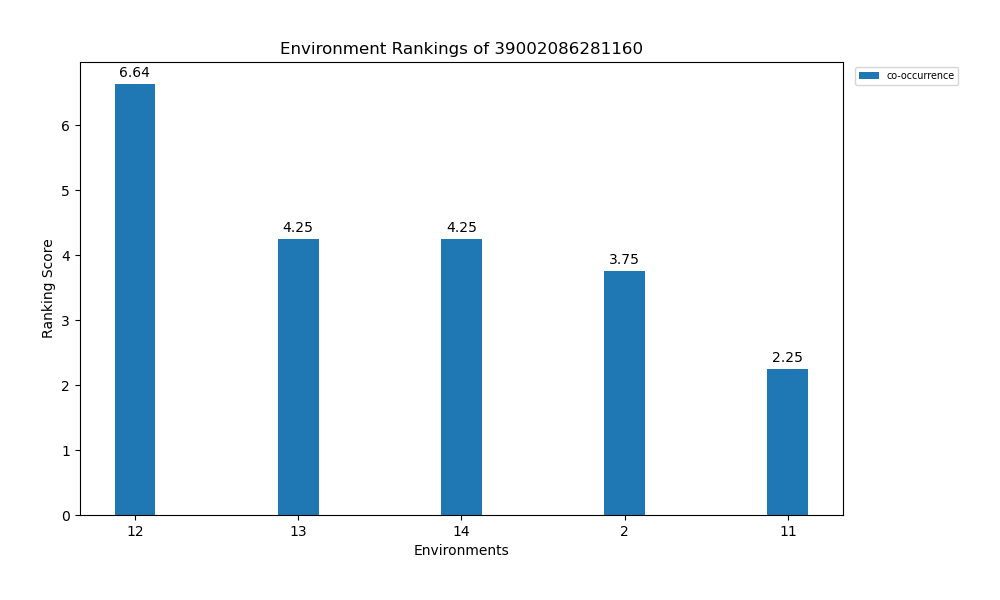 Environment Rankings of 39002086281160
6.64
4.25
4.25
3.75
2.25
co-occurrence
Ranking Score
6
5
4
3
2
1
0
12 13 14 2 11
Environments